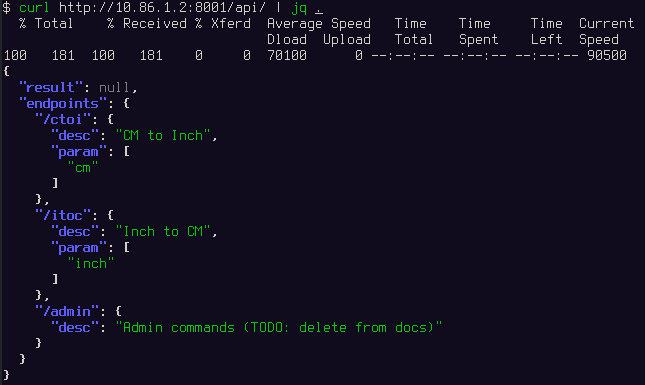 $ curl http://10.86.1.2:8001/api/ | jq .
  % Total    % Received % Xferd  Average Speed   Time    Time     Time  Current
                                 Dload  Upload   Total   Spent    Left  Speed
100   181  100   181    0     0  70100      0 --:--:-- --:--:-- --:--:-- 90500
{
  "result": null,
  "endpoints": {
    "/ctoi": {
      "desc": "CM to Inch",
      "param": [
        "cm"
      ]
    },
    "/itoc": {
      "desc": "Inch to CM",
      "param": [
        "inch"
      ]
    },
    "/admin": {
      "desc": "Admin commands (TODO: delete from docs)"
    }
  }
}